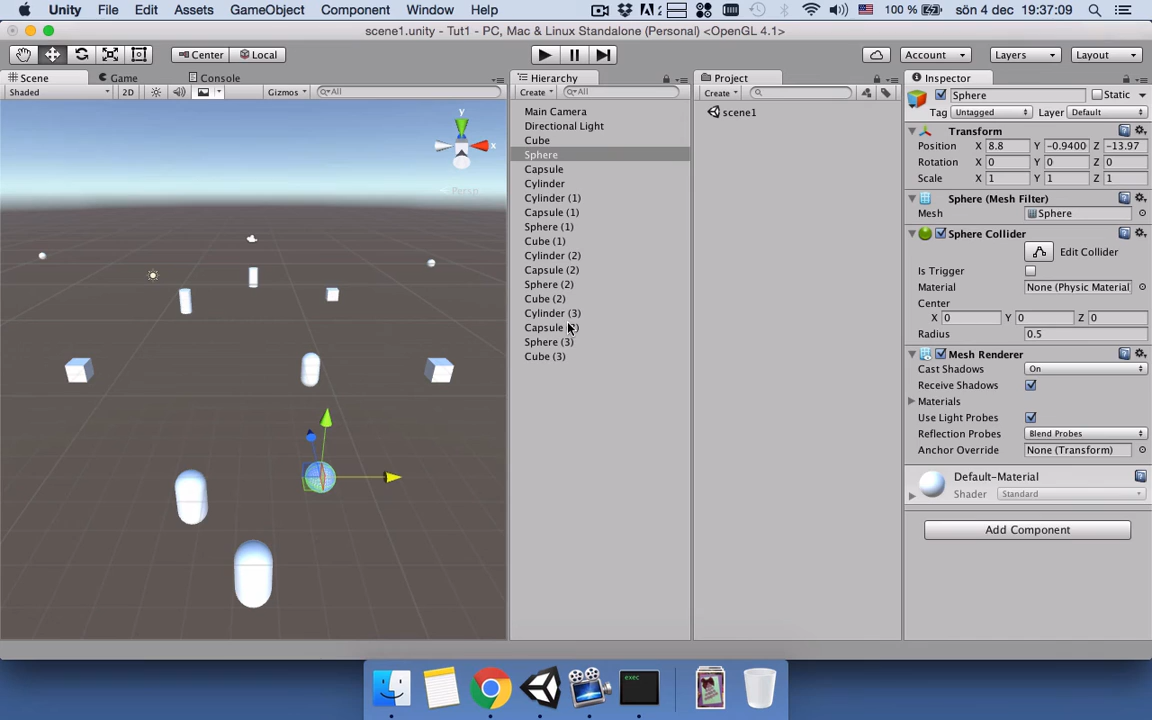 Unity File Edit Assets GameObject Component Window Help 100 % sön 4 dec 19:37:09
scene1.unity - Tut1 - PC, Mac & Linux Standalone (Personal) <OpenGL 4.1>
Center Local Account Layers Layout
Scene Game Console
Shaded 2D Gizmos All
y
x
Persp
Hierarchy
Create All
Main Camera
Directional Light
Cube
Sphere
Capsule
Cylinder
Cylinder (1)
Capsule (1)
Sphere (1)
Cube (1)
Cylinder (2)
Capsule (2)
Sphere (2)
Cube (2)
Cylinder (3)
Capsule
Sphere (3)
Cube (3)
Project
Create
scene1
Inspector
Sphere Static
Tag Untagged Layer Default
Transform
Position X 8.8 Y -0.9400 Z -13.97
Rotation X 0 Y 0 Z 0
Scale X 1 Y 1 Z 1
Sphere (Mesh Filter)
Mesh Sphere
Sphere Collider
Edit Collider
Is Trigger
Material None (Physic Material
Center
X 0 Y 0 Z 0
Radius 0.5
Mesh Renderer
Cast Shadows On
Receive Shadows
Materials
Use Light Probes
Reflection Probes Blend Probes
Anchor Override None (Transform)
Default-Material
Shader Standard
Add Component
exec